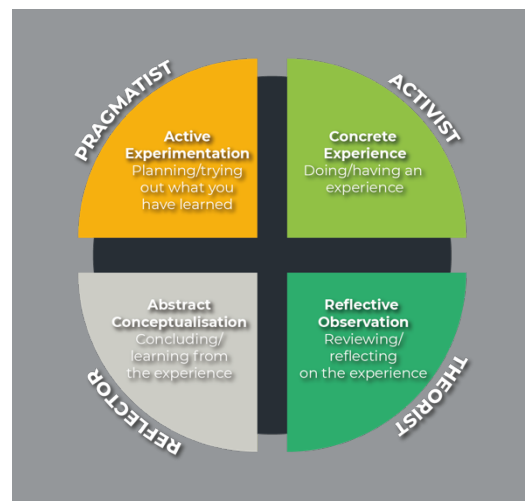 PRAGMATIST
Active
Experimentation
Planning/trying
out what you
have learned
ACTIVIST
Concrete
Experience
Doing/having an
experience
REFLECTOR
Abstract
Conceptualisation
Concluding/
learning from
the experience
THEORIST
Reflective
Observation
Reviewing/
reflecting
on the experience